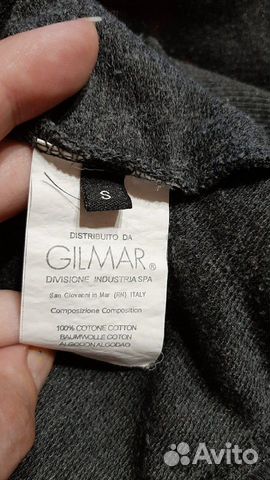 S
DISTRIBUITO DA
GILMAR®
DIVISIONE INDUSTRIA SPA
San Giovanni in Mar (RN) ITALY
Composizione Composition
100% COTONE COTTON
BAUMWOLLE COTON
ALGODON ALGODAO
Avito